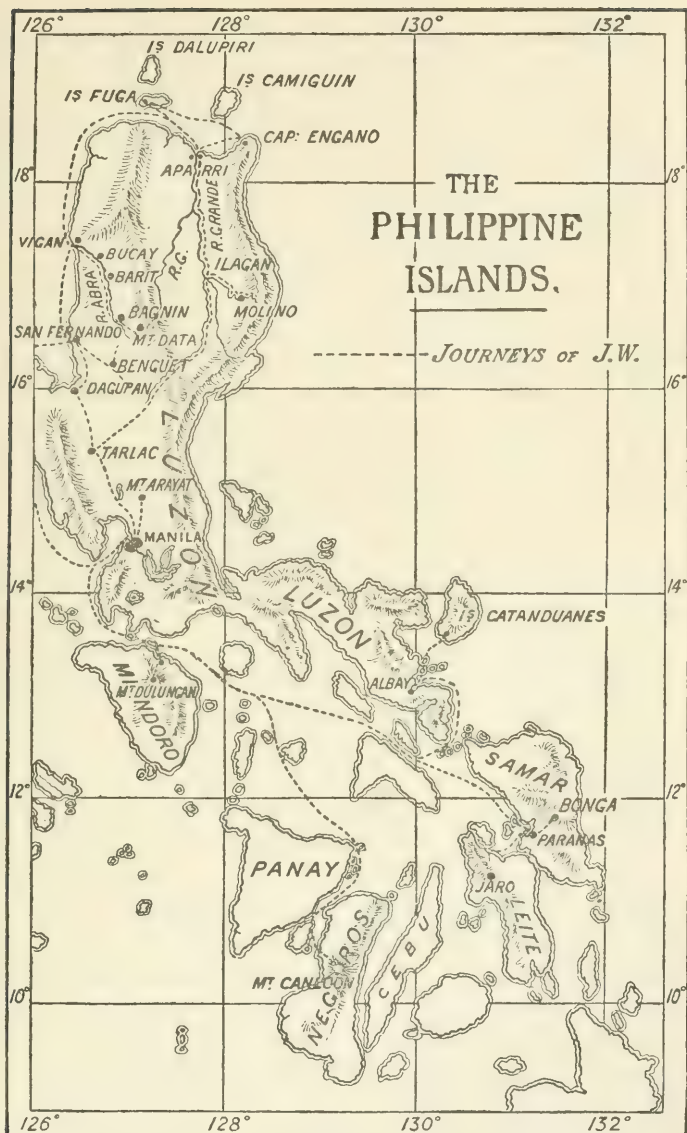 126° 128° 130° 132°
Is DALUPIRI
Is CAMIGUIN
Is FUGA
CAP: ENGANO
APARRI
18°
THE
PHILIPPINE
ISLANDS.
R. GRANDE
VIGAN
BUCAY
R.G.
ILAGAN
BARIT
R. ABRA
MOLINO
BAGNIN
SAN FERNANDO
MT DATA
JOURNEYS OF J.W.
BENGUET
16° 16°
DAGUPAN
LUZON
TARLAC
MT ARAYAT
MANILA
14° 14°
LUZON
Is CATANDUANES
ALBAY
MT DULUNGAN
MINDORO
SAMAR
12° 12°
BONGA
PARANAS
PANAY
JARO
LEITE
NEGROS
CEBU
MT CANLOON
10° 10°
126° 128° 130° 132°